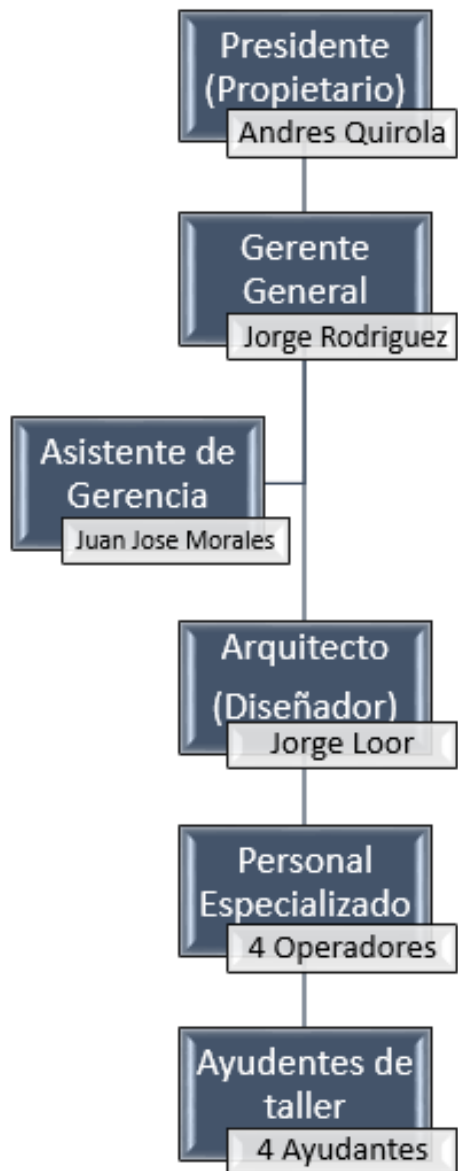 Presidente
(Propietario)
Andres Quirola
Gerente
General
Jorge Rodriguez
Asistente de
Gerencia
Juan Jose Morales
Arquitecto
(Diseñador)
Jorge Loor
Personal
Especializado
4 Operadores
Ayudentes de
taller
4 Ayudantes